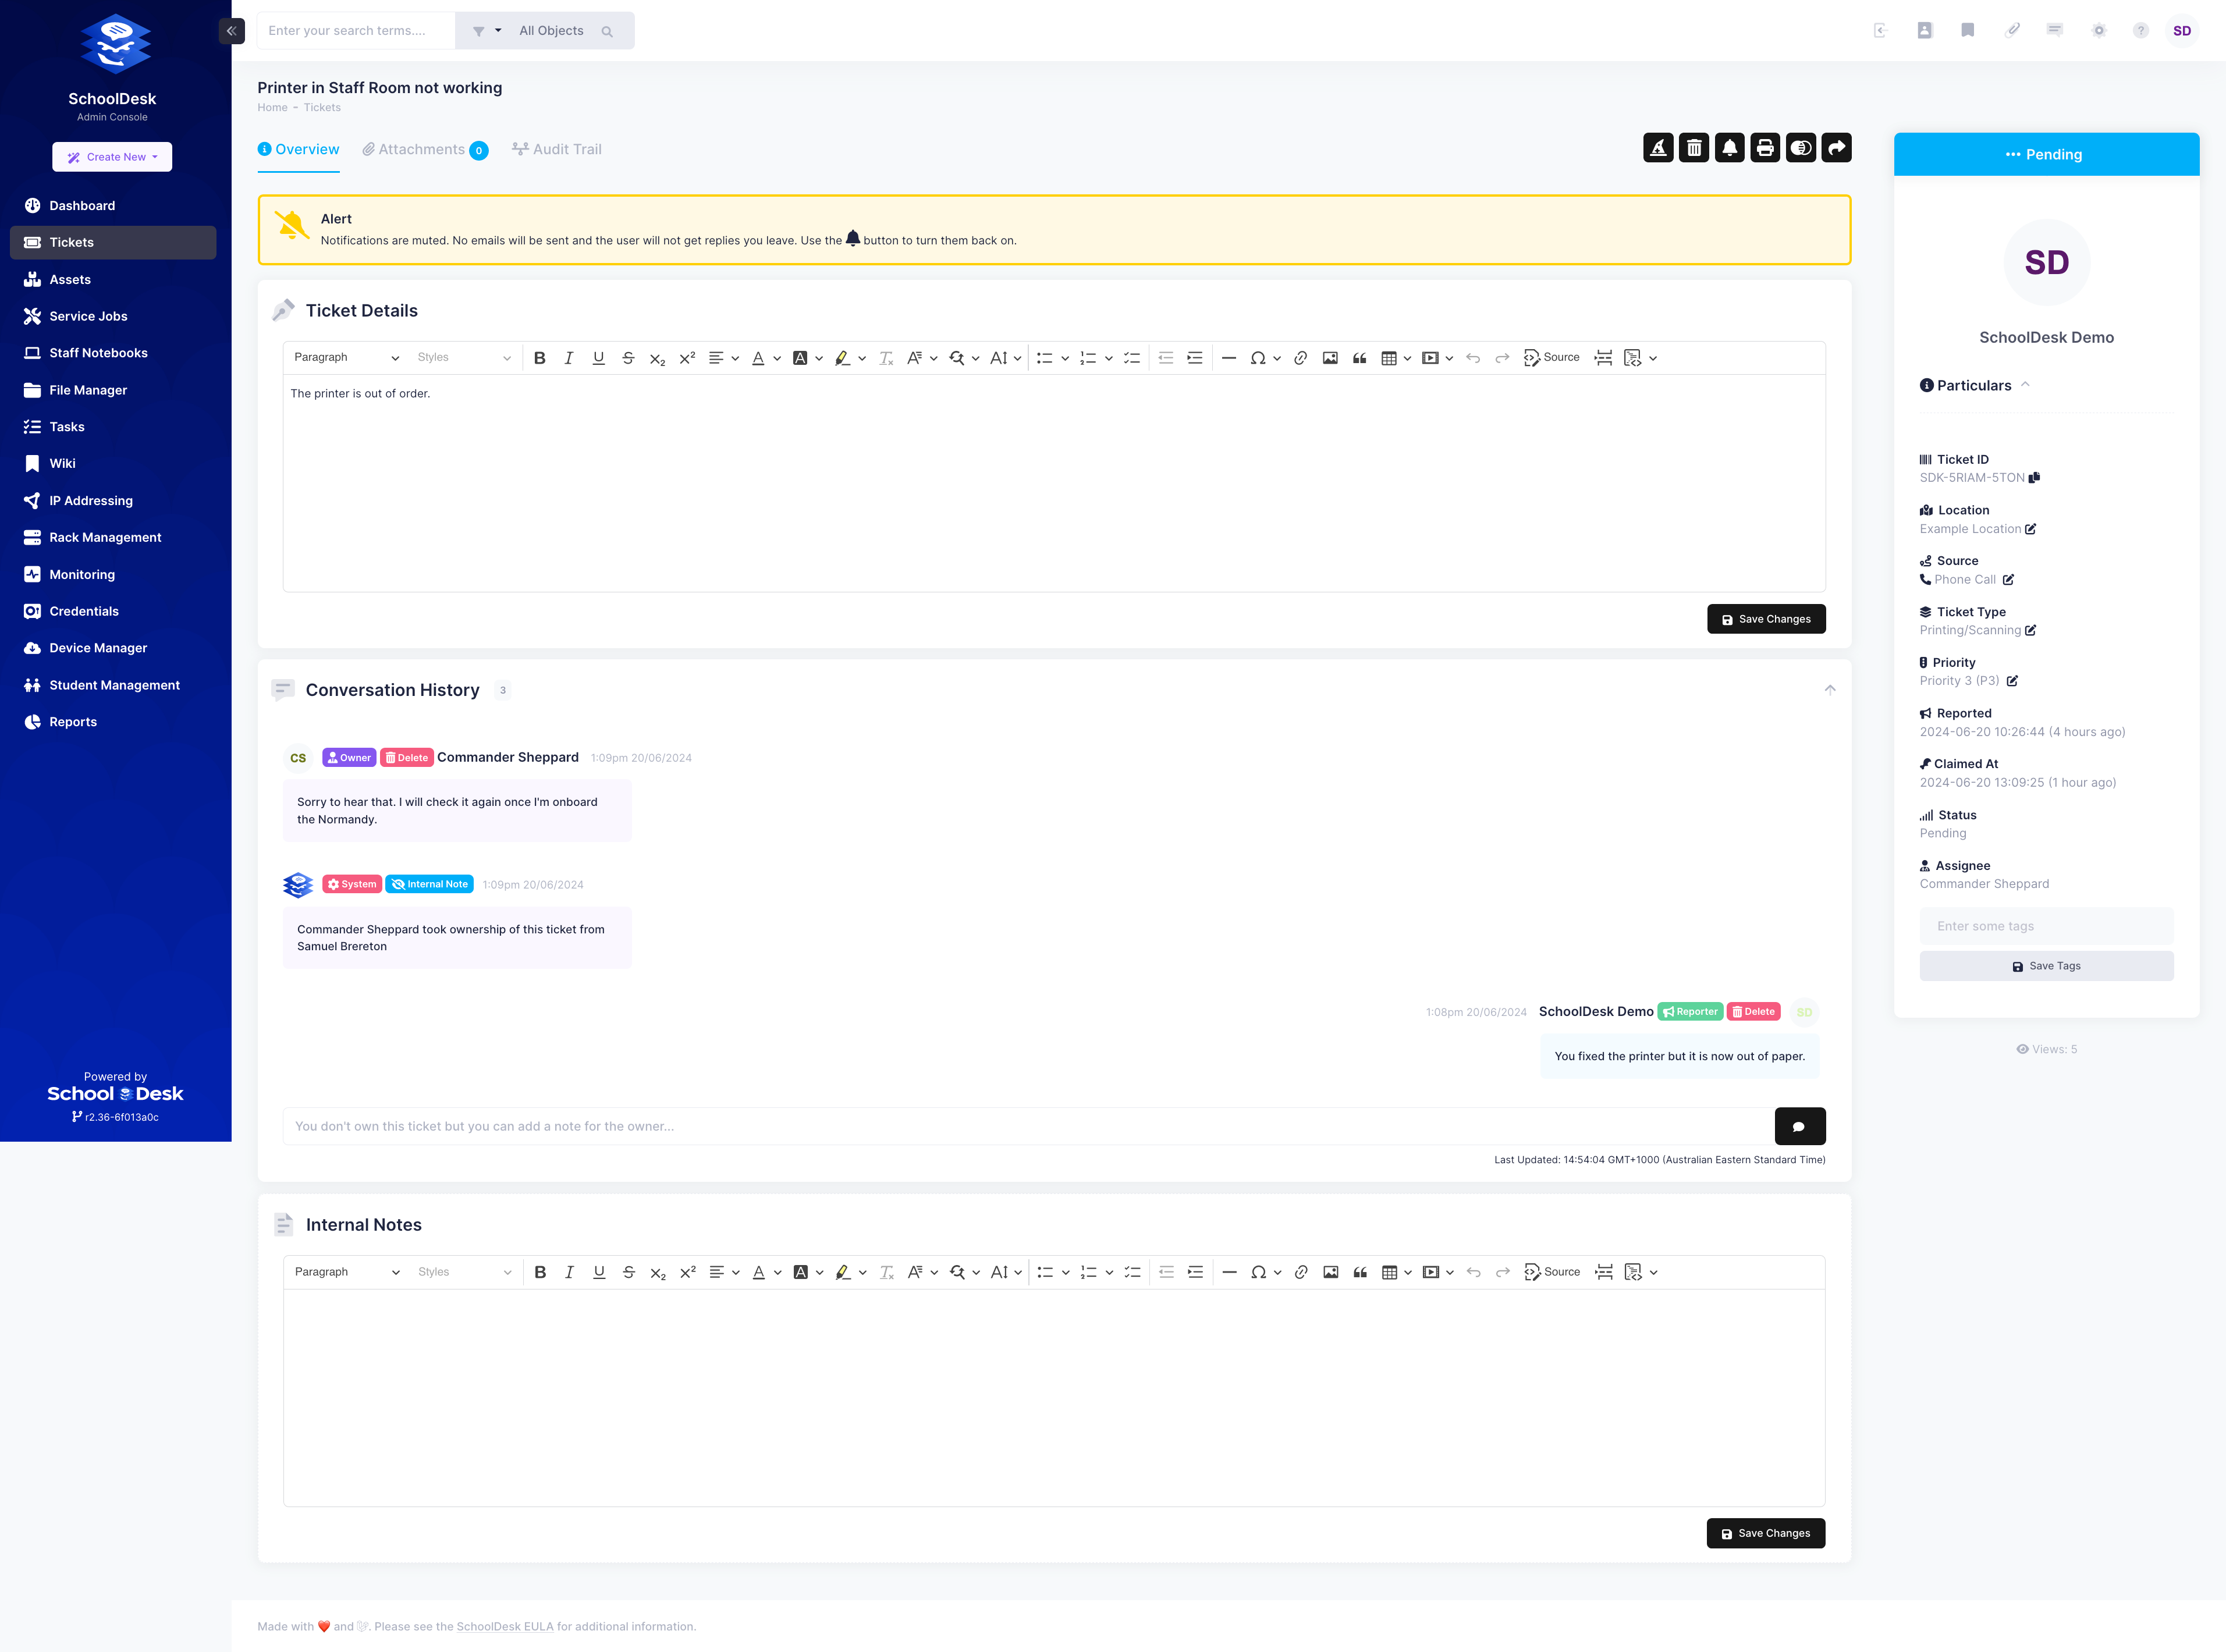 SchoolDesk
Admin Console
Create New
Dashboard
Tickets
Assets
Service Jobs
Staff Notebooks
File Manager
Tasks
Wiki
IP Addressing
Rack Management
Monitoring
Credentials
Device Manager
Student Management
Reports
Powered by
School Desk
r2.36-6f013a0c
Enter your search terms....
All Objects
SD
Printer in Staff Room not working
Home - Tickets
Overview
Attachments 0
Audit Trail
Alert
Notifications are muted. No emails will be sent and the user will not get replies you leave. Use the button to turn them back on.
Ticket Details
Paragraph Styles Source
The printer is out of order.
Save Changes
Conversation History 3
CS Owner Delete Commander Sheppard 1:09pm 20/06/2024
Sorry to hear that. I will check it again once I'm onboard
the Normandy.
System Internal Note 1:09pm 20/06/2024
Commander Sheppard took ownership of this ticket from
Samuel Brereton
1:08pm 20/06/2024 SchoolDesk Demo Reporter Delete SD
You fixed the printer but it is now out of paper.
You don't own this ticket but you can add a note for the owner...
Last Updated: 14:54:04 GMT+1000 (Australian Eastern Standard Time)
Internal Notes
Paragraph Styles Source
Save Changes
Pending
SD
SchoolDesk Demo
Particulars
Ticket ID
SDK-5RIAM-5TON
Location
Example Location
Source
Phone Call
Ticket Type
Printing/Scanning
Priority
Priority 3 (P3)
Reported
2024-06-20 10:26:44 (4 hours ago)
Claimed At
2024-06-20 13:09:25 (1 hour ago)
Status
Pending
Assignee
Commander Sheppard
Enter some tags
Save Tags
Views: 5
Made with ❤️ and . Please see the SchoolDesk EULA for additional information.